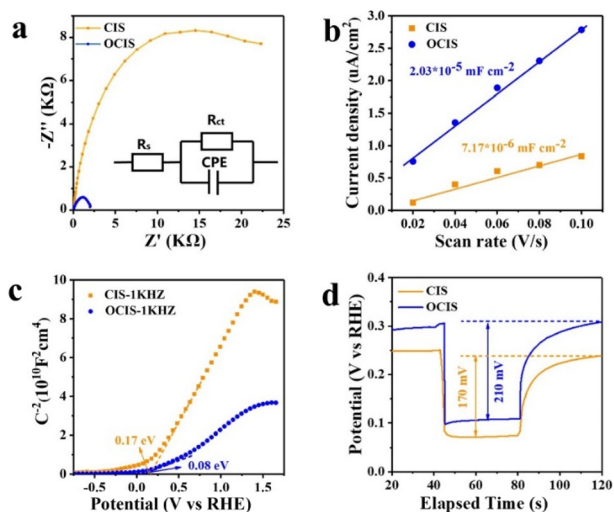 a
CIS
OCIS
-Z'' (KΩ)
8
6
4
2
0
Rs
Rct
CPE
0 5 10 15 20 25
Z' (KΩ)
b
CIS
OCIS
Current density (uA/cm²)
3.0
2.5
2.0
1.5
1.0
0.5
0.0
2.03*10⁻⁵ mF cm⁻²
7.17*10⁻⁶ mF cm⁻²
0.02 0.04 0.06 0.08 0.10
Scan rate (V/s)
c
CIS-1KHZ
OCIS-1KHZ
C⁻² (10¹⁰F²cm⁴)
10
8
6
4
2
0
0.17 eV
0.08 eV
-0.5 0.0 0.5 1.0 1.5
Potential (V vs RHE)
d
CIS
OCIS
Potential (V vs RHE)
0.4
0.3
0.2
0.1
0.0
170 mV
210 mV
20 40 60 80 100 120
Elapsed Time (s)